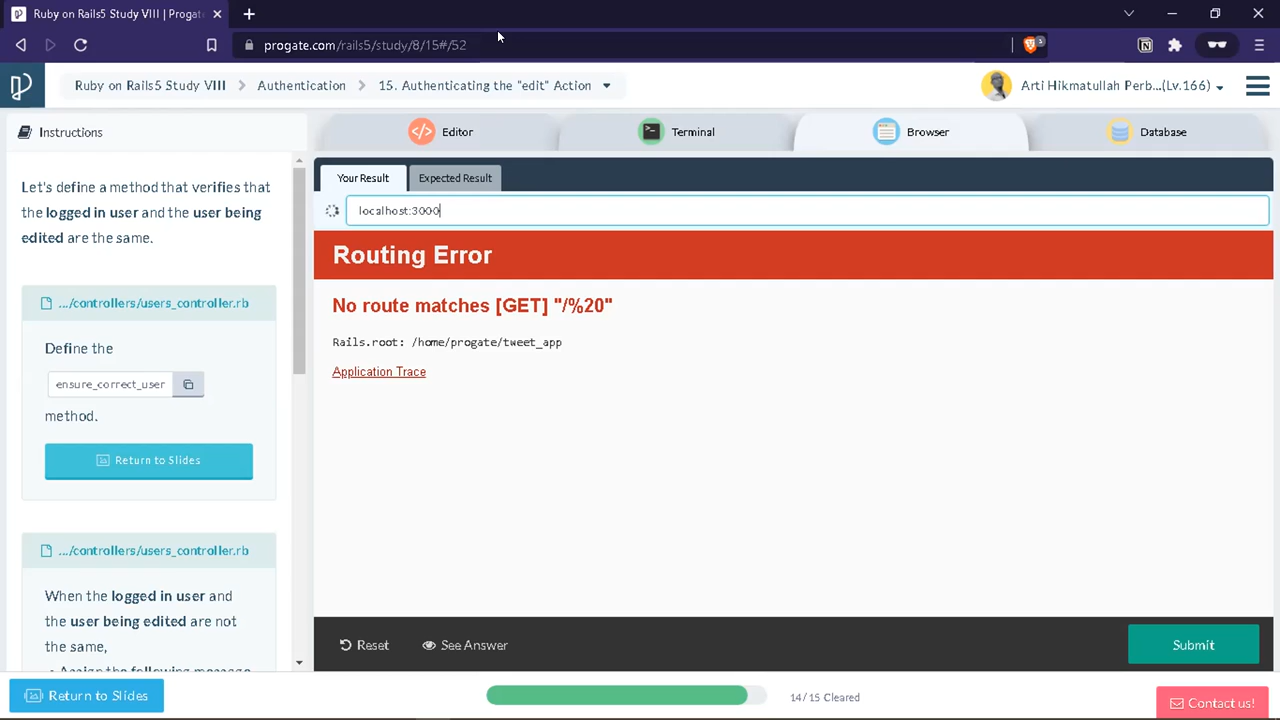 Ruby on Rails5 Study VIII | Progate
progate.com/rails5/study/8/15#/52
Ruby on Rails5 Study VIII
Authentication
15. Authenticating the "edit" Action
Arti Hikmatullah Perb...(Lv.166)
Instructions
Editor
Terminal
Browser
Database
Let's define a method that verifies that
the logged in user and the user being
edited are the same.
.../controllers/users_controller.rb
Define the
ensure_correct_user
method.
Return to Slides
.../controllers/users_controller.rb
When the logged in user and
the user being edited are not
the same,
Your Result
Expected Result
localhost:3000
Routing Error
No route matches [GET] "/%20"
Rails.root: /home/progate/tweet_app
Application Trace
Reset
See Answer
Submit
Return to Slides
14/15 Cleared
Contact us!